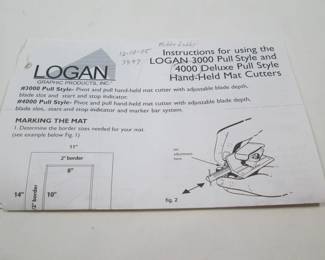 12-10-05
Instructions for using the
LOGAN 3000 Pull Style and
4000 Deluxe Pull Style
Hand-Held Mat Cutters
LOGAN
GRAPHIC PRODUCTS, INC.
#3000 Pull Style- Pivot and pull hand-held mat cutter with adjustable blade depth,
blade slot and start and stop indicator.
#4000 Pull Style- Pivot and pull hand-held mat cutter with adjustable blade depth,
blade slot, start and stop indicator and marker bar system.
MARKING THE MAT
1. Determine the border sizes needed for your mat.
(see example below Fig. 1)
11"
2" border
8"
14"
2" border
10"
fig. 2